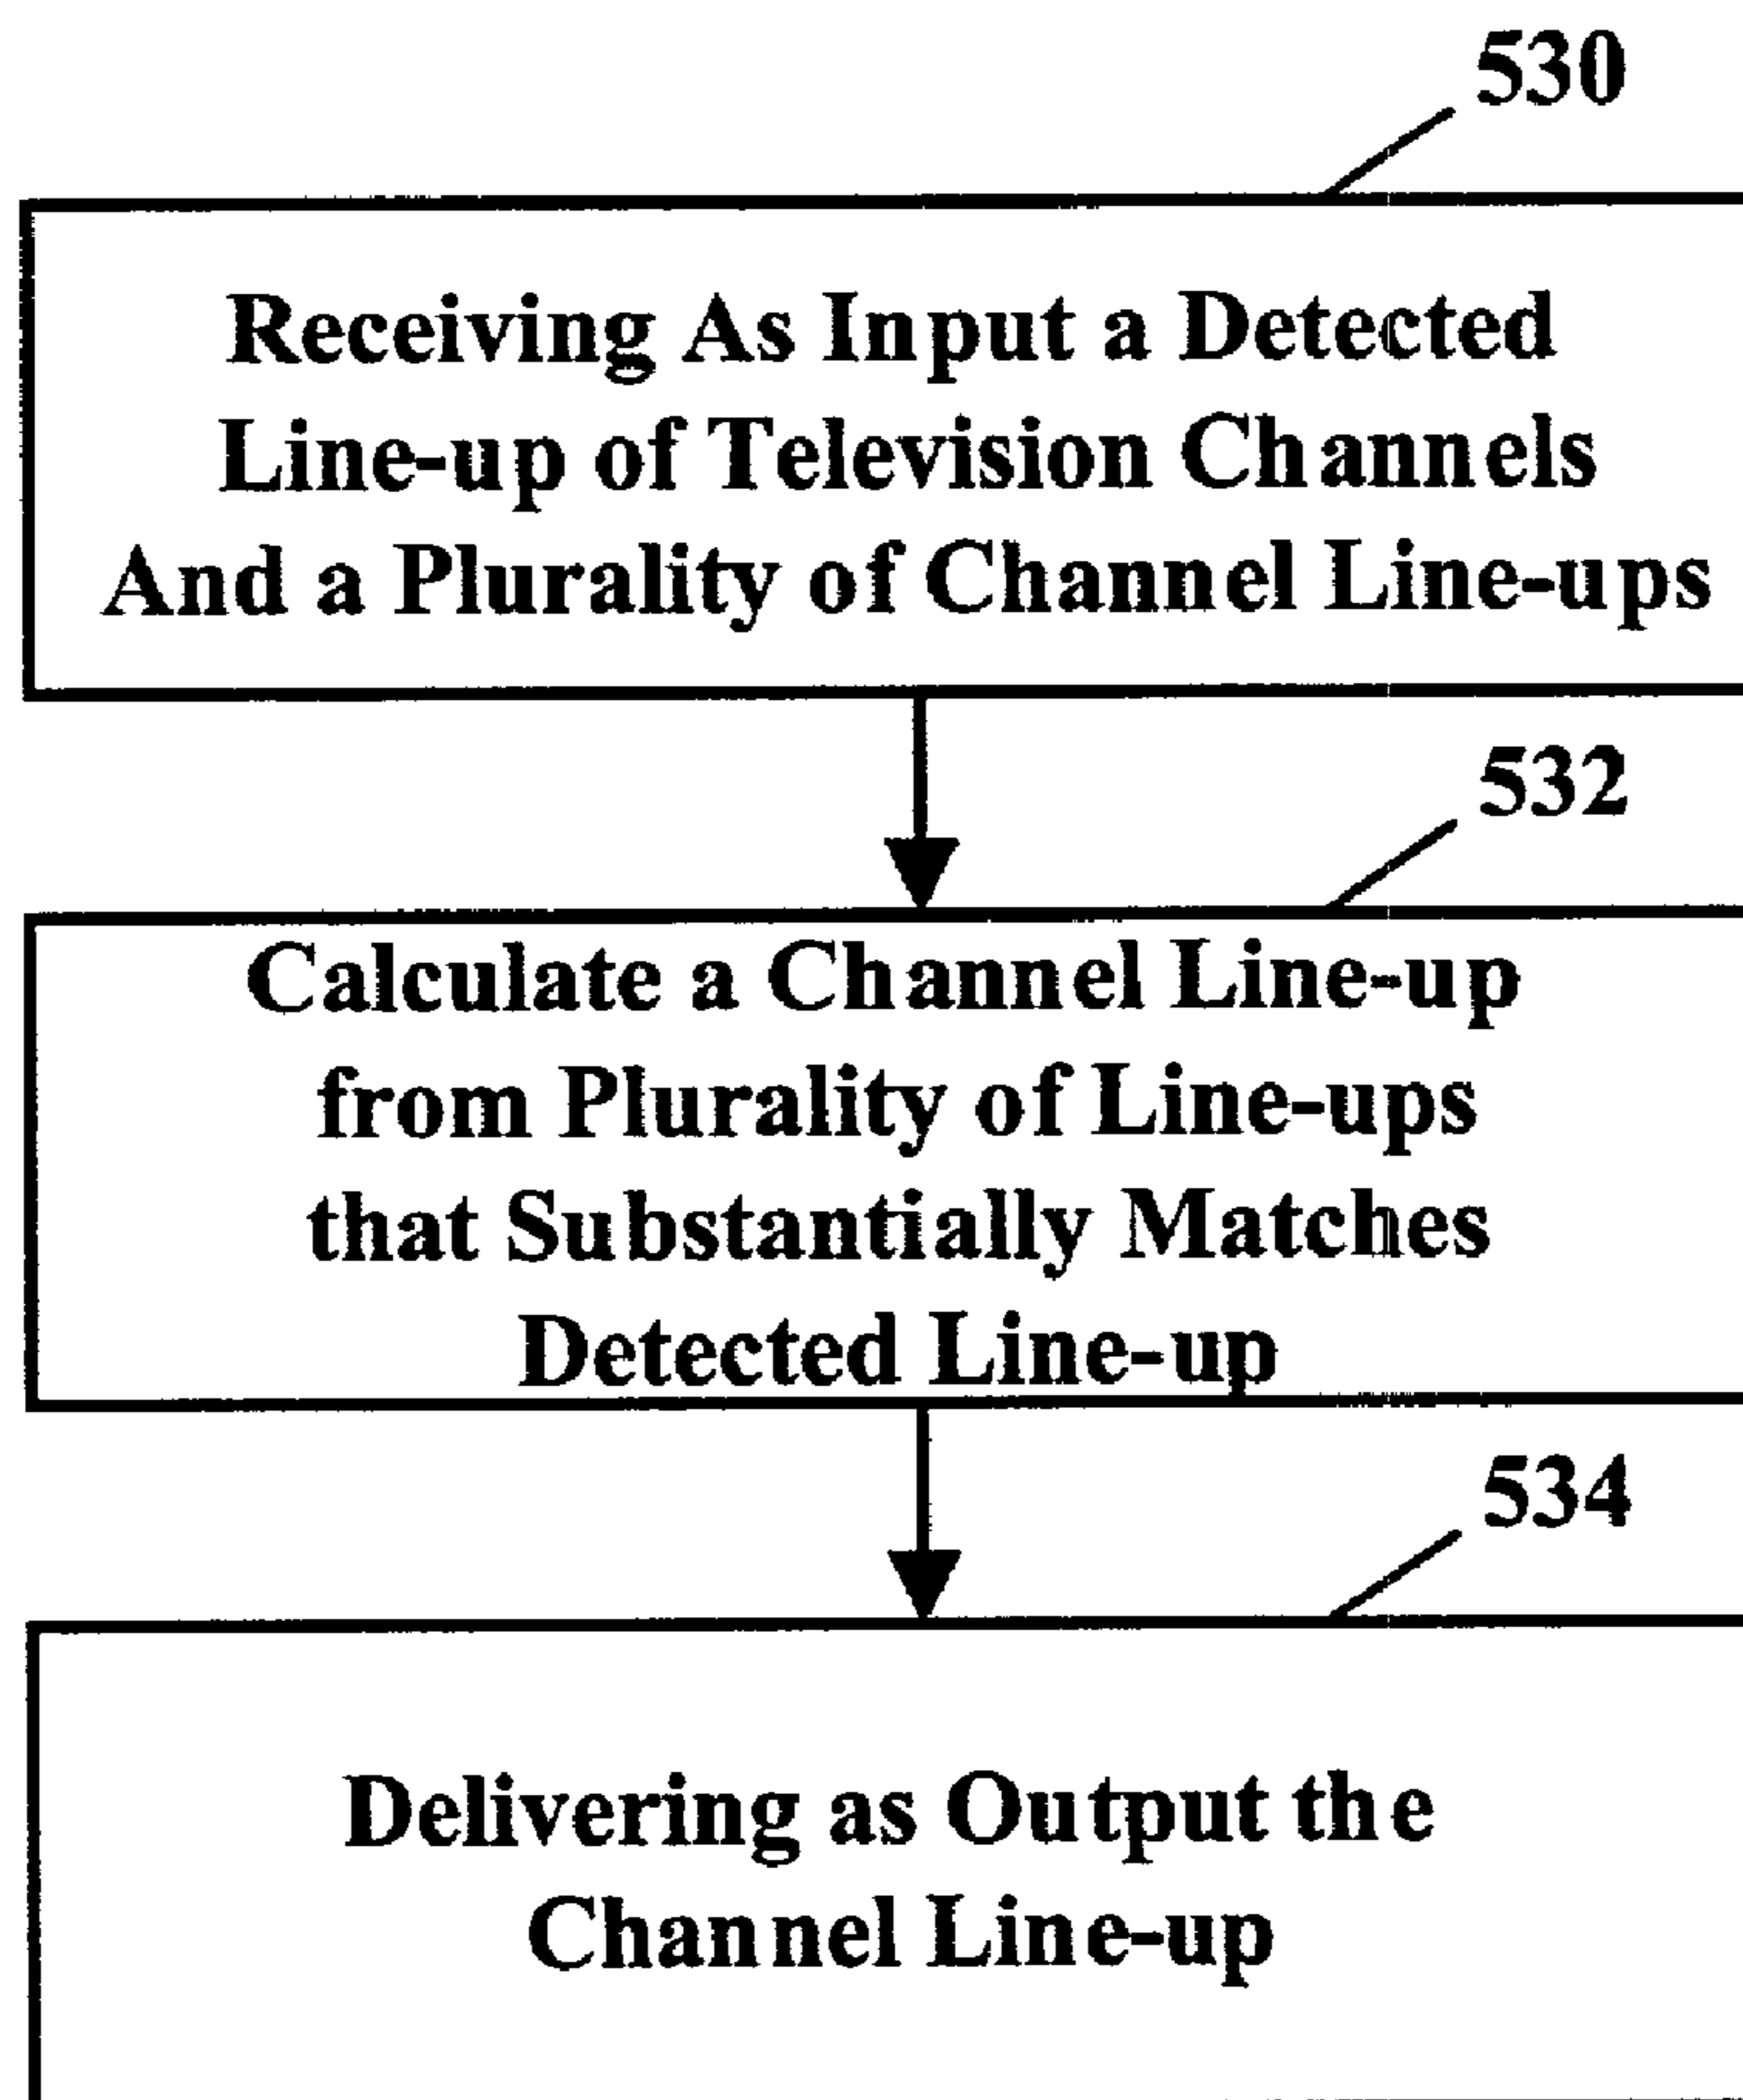 530
Receiving As Input a Detected
Line-up of Television Channels
And a Plurality of Channel Line-ups
532
Calculate a Channel Line-up
from Plurality of Line-ups
that Substantially Matches
Detected Line-up
534
Delivering as Output the
Channel Line-up